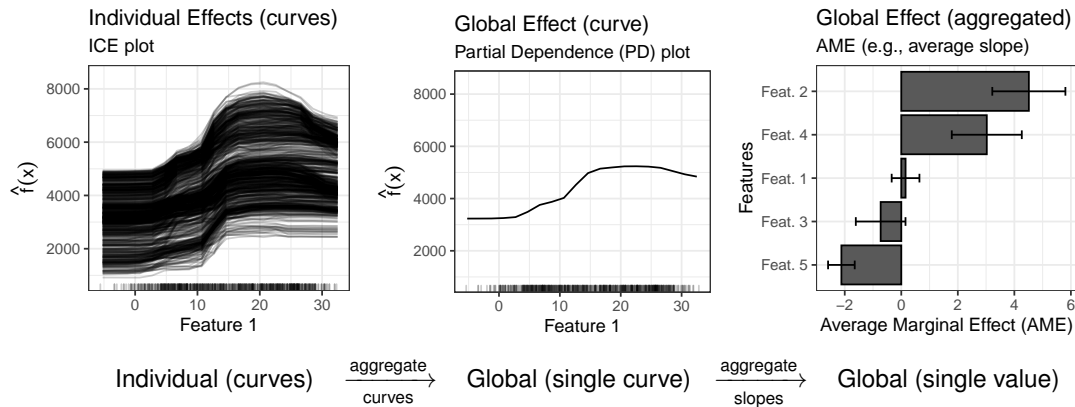 Individual Effects (curves)
ICE plot
f̂(x)
8000
6000
4000
2000
0
10
20
30
Feature 1
Global Effect (curve)
Partial Dependence (PD) plot
f̂(x)
8000
6000
4000
2000
0
10
20
30
Feature 1
Global Effect (aggregated)
AME (e.g., average slope)
Features
Feat. 2
Feat. 4
Feat. 1
Feat. 3
Feat. 5
−2
0
2
4
6
Average Marginal Effect (AME)
Individual (curves)
aggregate
curves
Global (single curve)
aggregate
slopes
Global (single value)